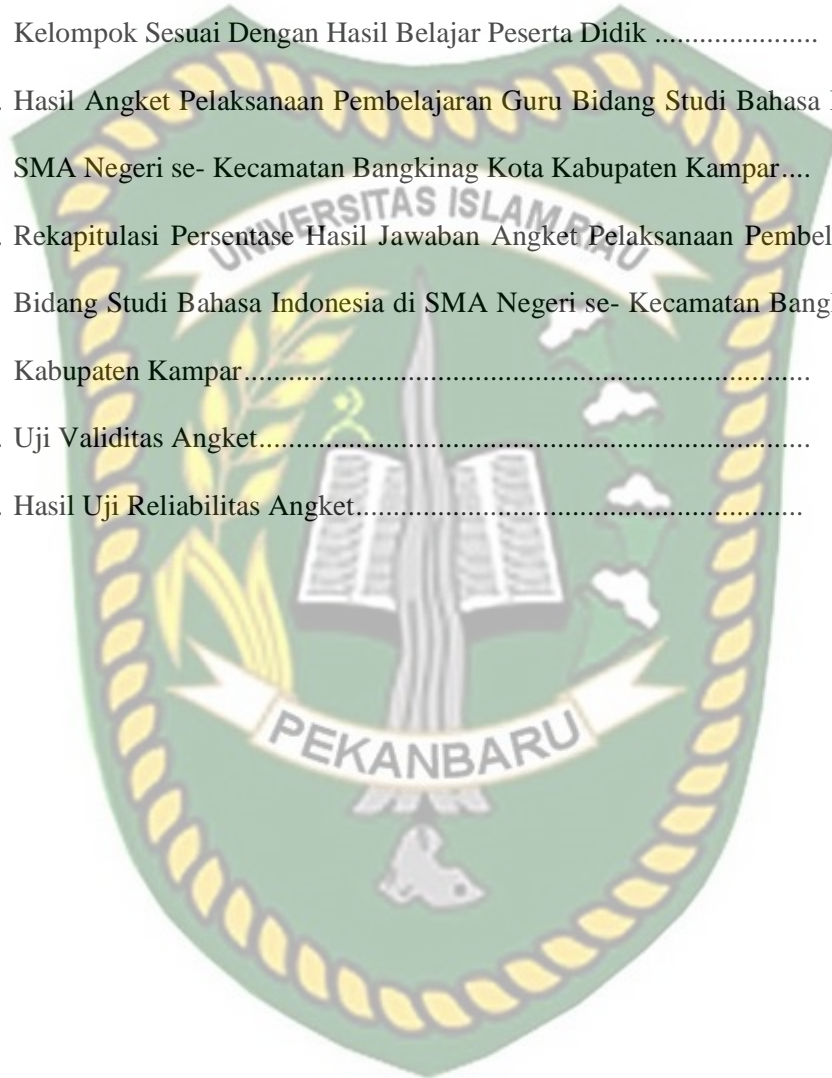 Kelompok Sesuai Dengan Hasil Belajar Peserta Didik ......................
. Hasil Angket Pelaksanaan Pembelajaran Guru Bidang Studi Bahasa
SMA Negeri se- Kecamatan Bangkinag Kota Kabupaten Kampar....
UNIVERSITAS ISLAM RIAU
. Rekapitulasi Persentase Hasil Jawaban Angket Pelaksanaan Pembel
Bidang Studi Bahasa Indonesia di SMA Negeri se- Kecamatan Bang
Kabupaten Kampar.............................................................................
. Uji Validitas Angket...........................................................................
. Hasil Uji Reliabilitas Angket.............................................................
PEKANBARU